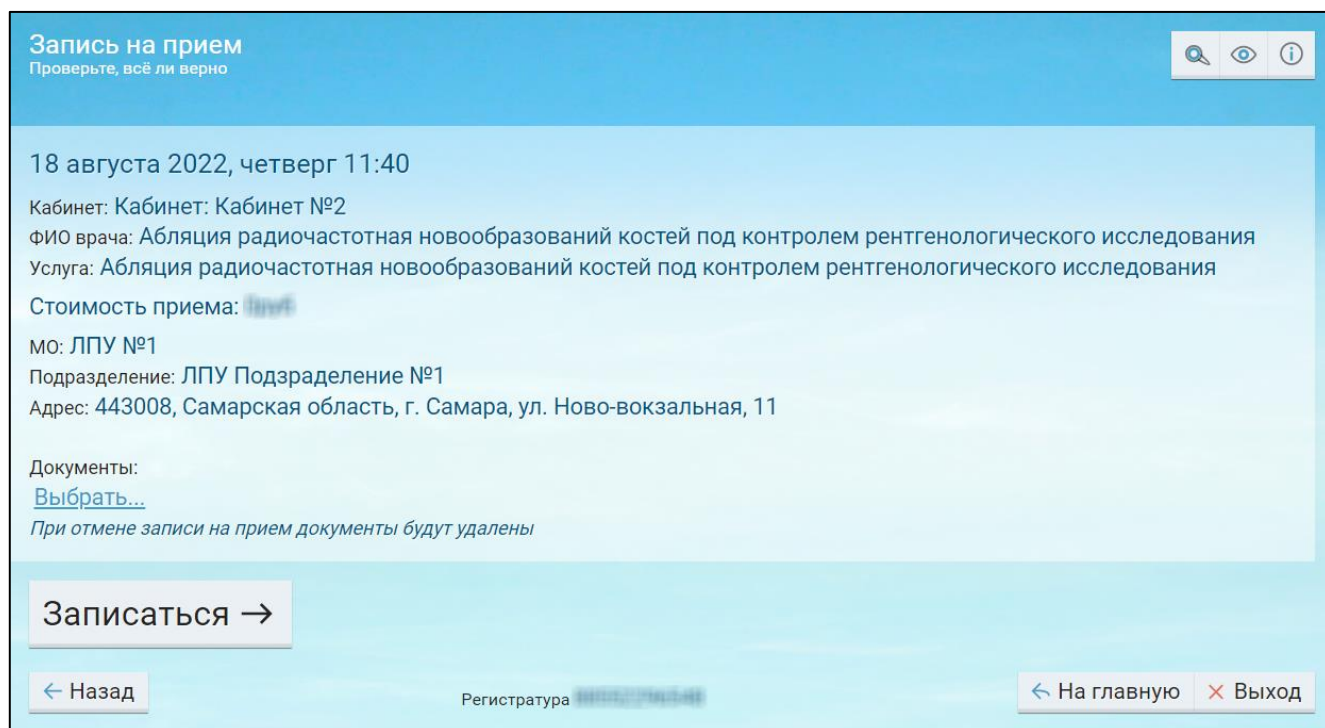 Запись на прием
Проверьте, всё ли верно
18 августа 2022, четверг 11:40
Кабинет: Кабинет: Кабинет №2
ФИО врача: Абляция радиочастотная новообразований костей под контролем рентгенологического исследования
Услуга: Абляция радиочастотная новообразований костей под контролем рентгенологического исследования
Стоимость приема:
МО: ЛПУ №1
Подразделение: ЛПУ Подзраделение №1
Адрес: 443008, Самарская область, г. Самара, ул. Ново-вокзальная, 11
Документы:
Выбрать...
При отмене записи на прием документы будут удалены
Записаться →
← Назад
Регистратура
На главную
Выход